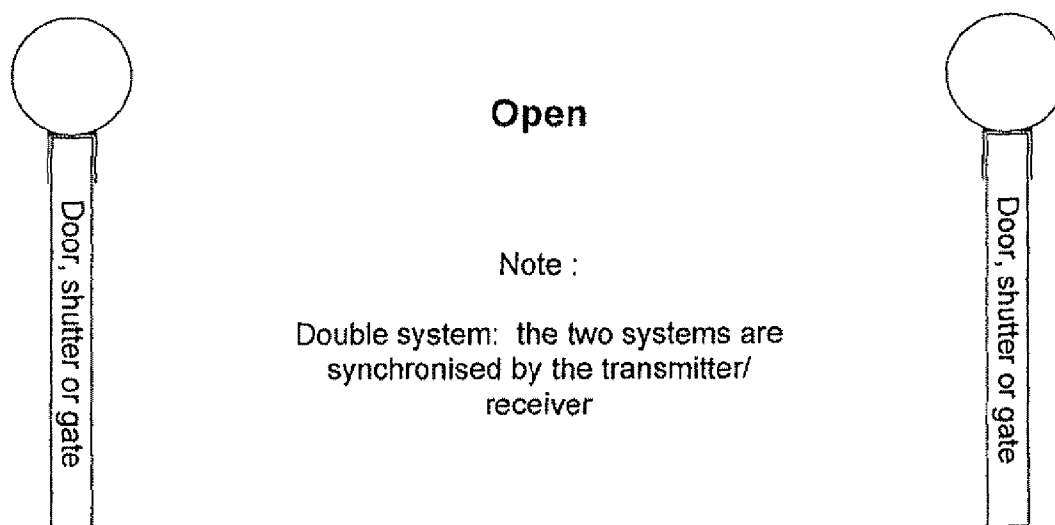 Open
Door, shutter or gate
Note :
Double system: the two systems are
synchronised by the transmitter/
receiver
Door, shutter or gate